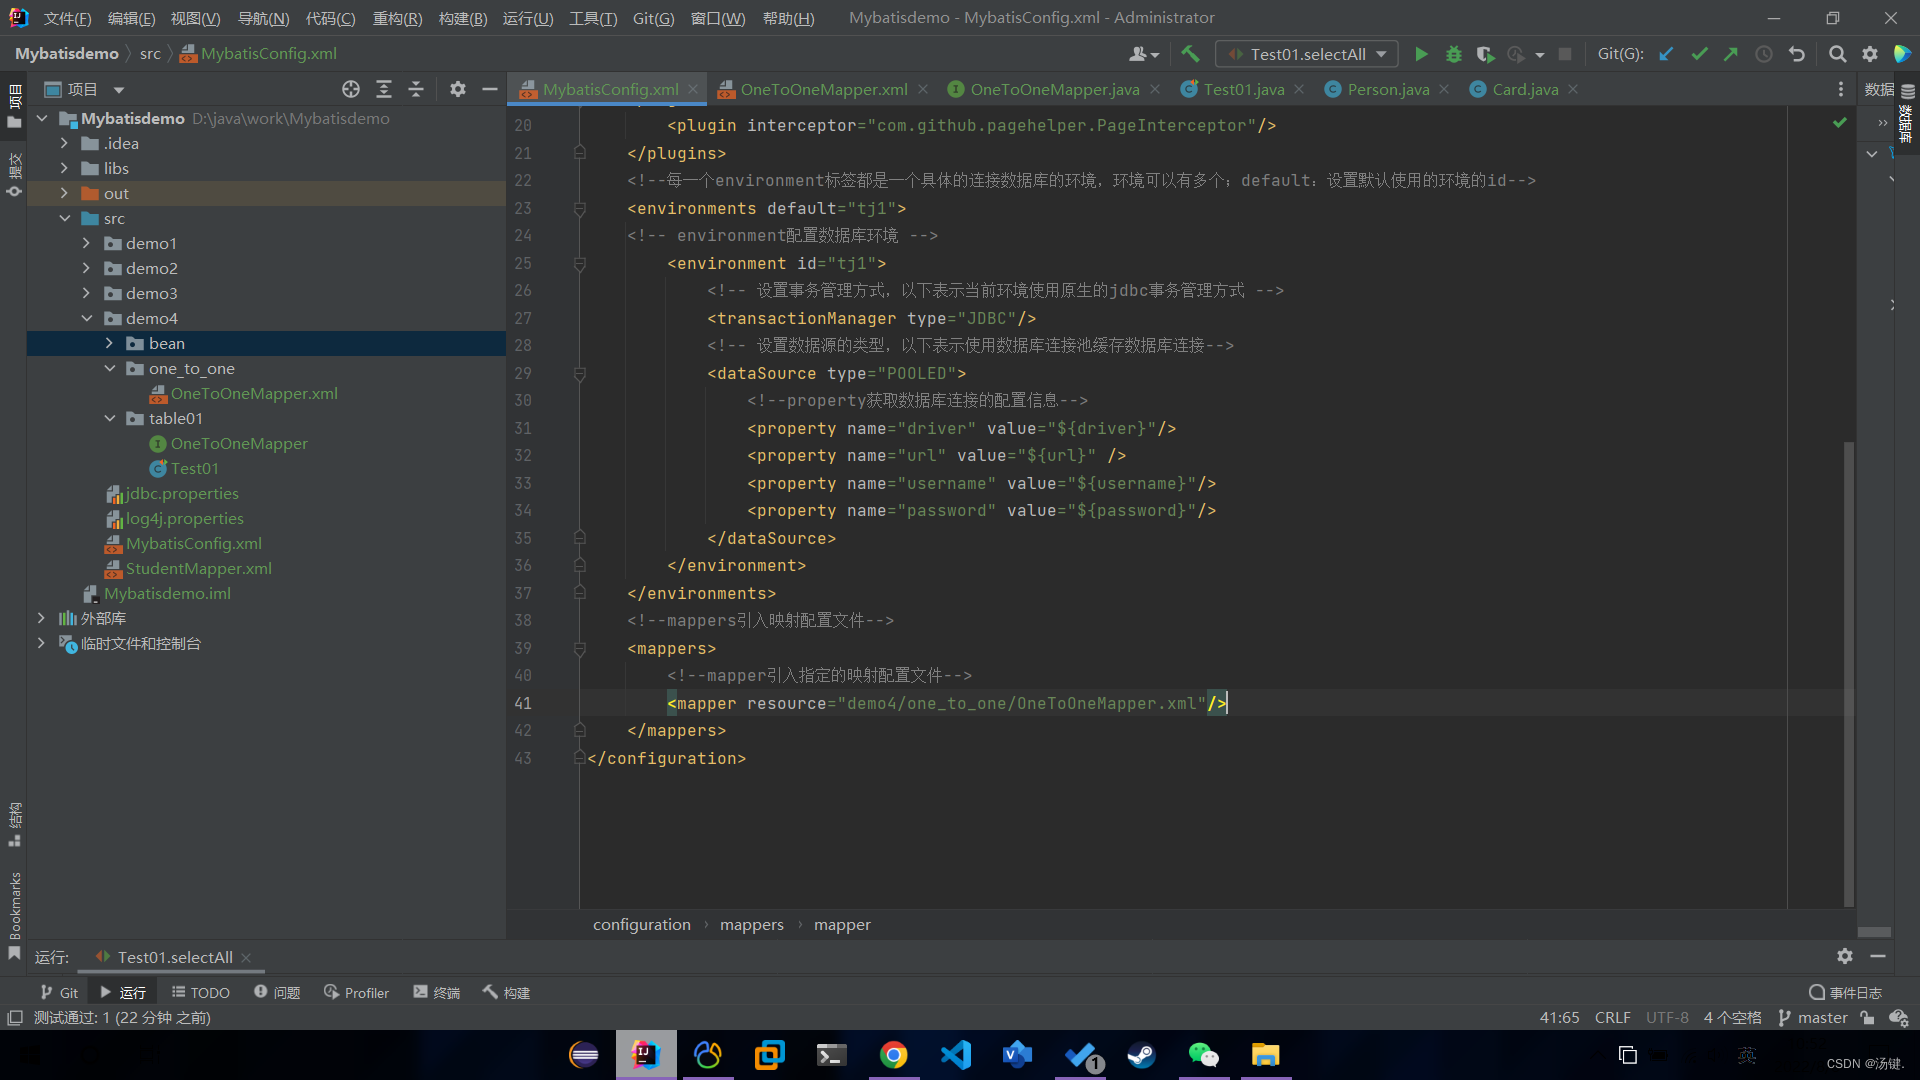 文件(F) 编辑(E) 视图(V) 导航(N) 代码(C) 重构(R) 构建(B) 运行(U) 工具(T) Git(G) 窗口(W) 帮助(H) Mybatisdemo - MybatisConfig.xml - Administrator
Mybatisdemo src MybatisConfig.xml Test01.selectAll Git(G):
项目 MybatisConfig.xml OneToOneMapper.xml OneToOneMapper.java Test01.java Person.java Card.java 数据
项目
提交
结构
Bookmarks
数据库
Mybatisdemo D:\java\work\Mybatisdemo
.idea
libs
out
src
demo1
demo2
demo3
demo4
bean
one_to_one
OneToOneMapper.xml
table01
OneToOneMapper
Test01
jdbc.properties
log4j.properties
MybatisConfig.xml
StudentMapper.xml
Mybatisdemo.iml
外部库
临时文件和控制台
20 <plugin interceptor="com.github.pagehelper.PageInterceptor"/>
21 </plugins>
22 <!--每一个environment标签都是一个具体的连接数据库的环境，环境可以有多个；default：设置默认使用的环境的id-->
23 <environments default="tj1">
24 <!-- environment配置数据库环境 -->
25 <environment id="tj1">
26 <!-- 设置事务管理方式，以下表示当前环境使用原生的jdbc事务管理方式 -->
27 <transactionManager type="JDBC"/>
28 <!-- 设置数据源的类型，以下表示使用数据库连接池缓存数据库连接-->
29 <dataSource type="POOLED">
30 <!--property获取数据库连接的配置信息-->
31 <property name="driver" value="${driver}"/>
32 <property name="url" value="${url}" />
33 <property name="username" value="${username}"/>
34 <property name="password" value="${password}"/>
35 </dataSource>
36 </environment>
37 </environments>
38 <!--mappers引入映射配置文件-->
39 <mappers>
40 <!--mapper引入指定的映射配置文件-->
41 <mapper resource="demo4/one_to_one/OneToOneMapper.xml"/>
42 </mappers>
43 </configuration>
configuration › mappers › mapper
运行: Test01.selectAll
Git 运行 TODO 问题 Profiler 终端 构建 事件日志
测试通过: 1 (22 分钟 之前) 41:65 CRLF UTF-8 4 个空格 master
1
英
CSDN @汤键.